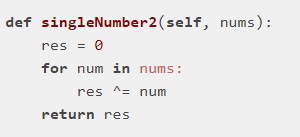 def singleNumber2(self, nums):
    res = 0
    for num in nums:
        res ^= num
    return res